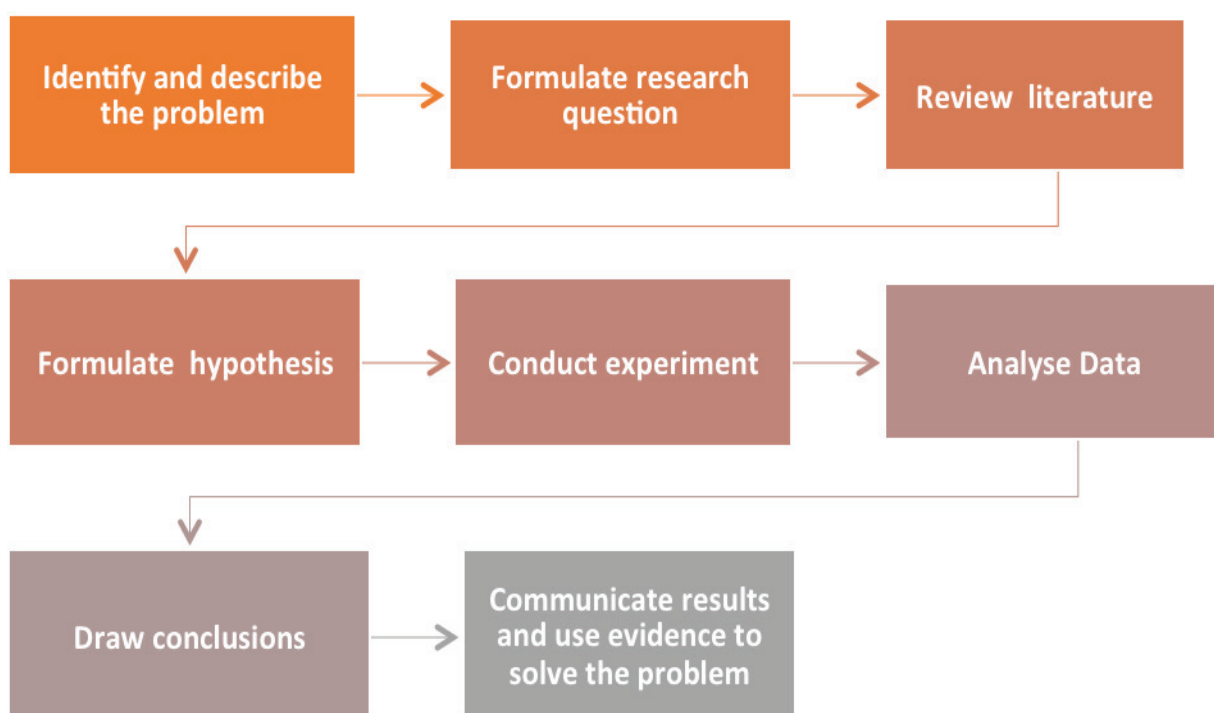 Identify and describe
the problem
Formulate research
question
Review literature
Formulate hypothesis
Conduct experiment
Analyse Data
Draw conclusions
Communicate results
and use evidence to
solve the problem